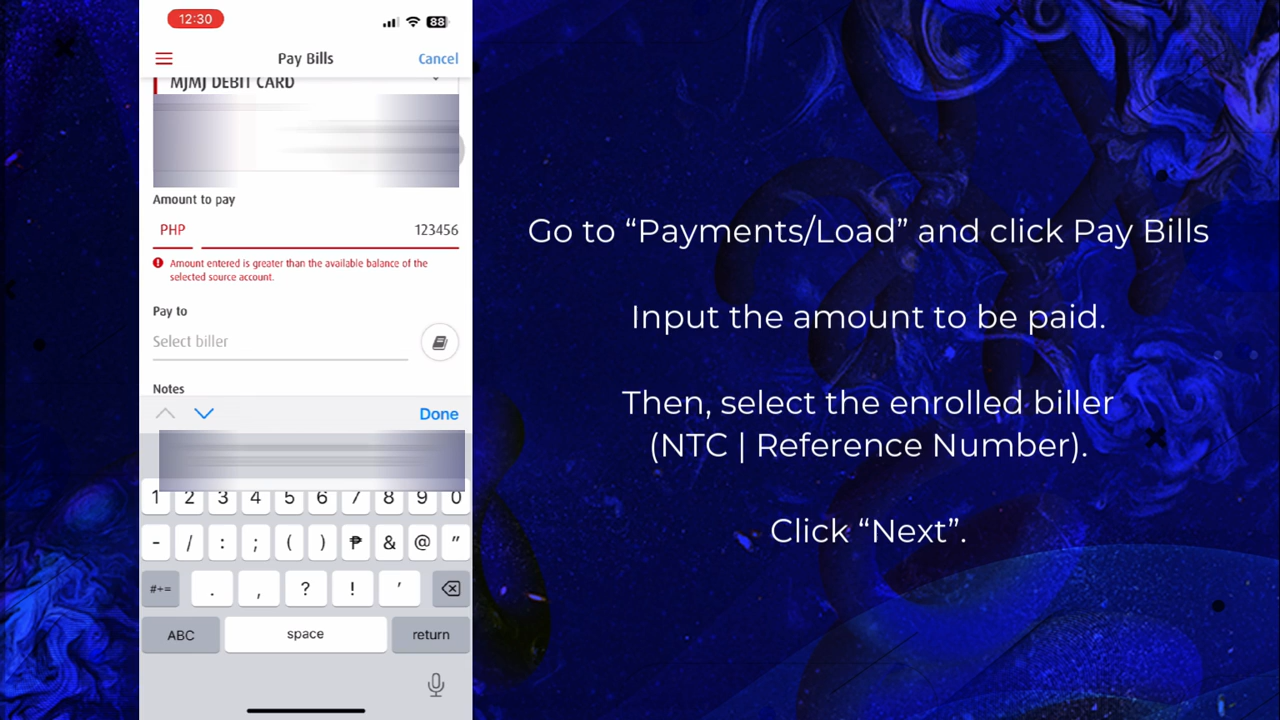 12:30
88
Pay Bills
Cancel
MJMJ DEBIT CARD
Amount to pay
PHP
123456
Amount entered is greater than the available balance of the
selected source account.
Pay to
Select biller
Notes
Done
1 2 3 4 5 6 7 8 9 0
- / : ; ( ) ₱ & @ "
#+= . , ? ! '
ABC space return
Go to “Payments/Load” and click Pay Bills
Input the amount to be paid.
Then, select the enrolled biller
(NTC | Reference Number).
Click “Next”.